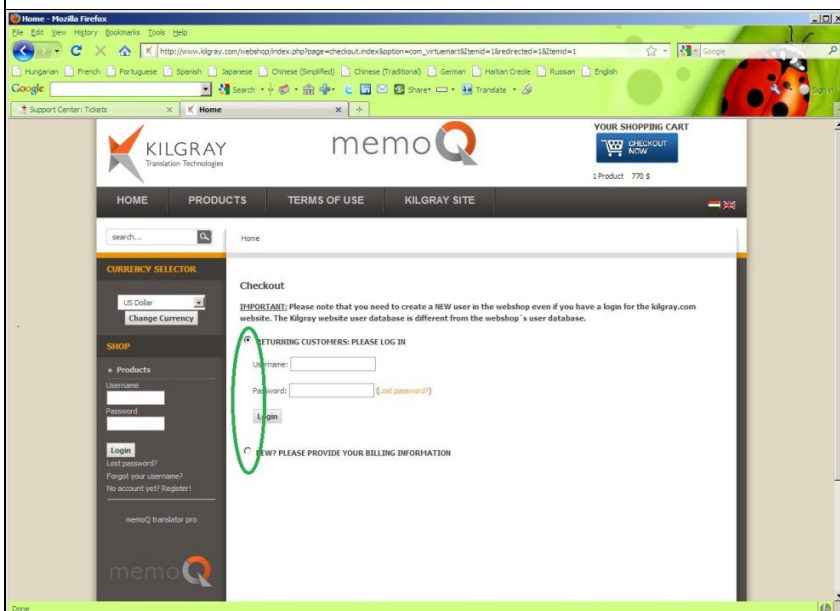 Home - Mozilla Firefox
File Edit View History Bookmarks Tools Help
http://www.kilgray.com/webshop/index.php?page=checkout.index&option=com_virtuemart&Itemid=1&redirected=1&Itemid=1
Google
Hungarian French Portuguese Spanish Japanese Chinese (Simplified) Chinese (Traditional) German Haitian Creole Russian English
Google Search Share Translate Sign in
Support Center: Tickets Home
KILGRAY
Translation Technologies
memoQ
YOUR SHOPPING CART
CHECKOUT
NOW
1 Product 770 $
HOME PRODUCTS TERMS OF USE KILGRAY SITE
search...
Home
CURRENCY SELECTOR
US Dollar
Change Currency
SHOP
Products
Username
Password
Login
Lost password?
Forgot your username?
No account yet? Register!
memoQ translator pro
memoQ
Checkout
IMPORTANT: Please note that you need to create a NEW user in the webshop even if you have a login for the kilgray.com
website. The Kilgray website user database is different from the webshop`s user database.
RETURNING CUSTOMERS: PLEASE LOG IN
Username:
Password: (Lost password?)
Login
NEW? PLEASE PROVIDE YOUR BILLING INFORMATION
Done